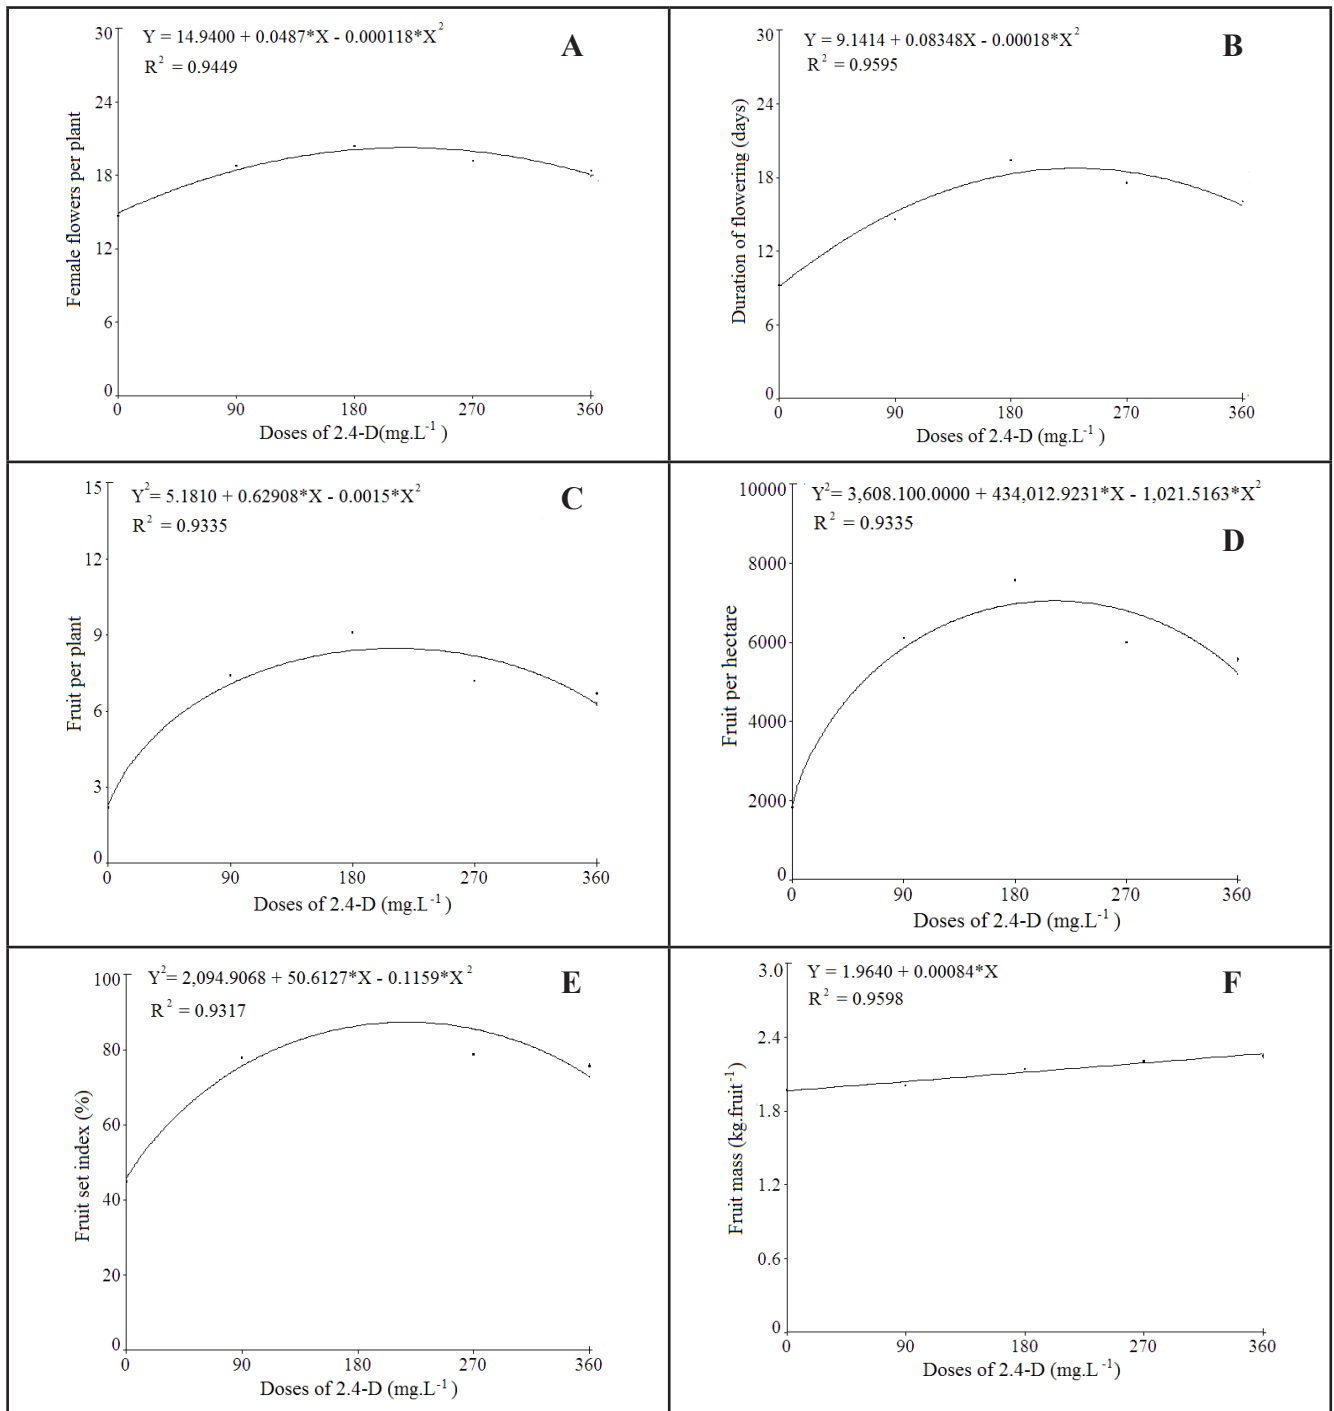 Y = 14.9400 + 0.0487*X - 0.000118*X²
R² = 0.9449
A
Female flowers per plant
30
24
18
12
6
0
0 90 180 270 360
Doses of 2.4-D(mg.L⁻¹ )
Y = 9.1414 + 0.08348X - 0.00018*X²
R² = 0.9595
B
Duration of flowering (days)
30
24
18
12
6
0
0 90 180 270 360
Doses of 2.4-D (mg.L⁻¹ )
Y²= 5.1810 + 0.62908*X - 0.0015*X²
R² = 0.9335
C
Fruit per plant
15
12
9
6
3
0
0 90 180 270 360
Doses of 2.4-D (mg.L⁻¹ )
Y²= 3,608.100.0000 + 434,012.9231*X - 1,021.5163*X²
R² = 0.9335
D
Fruit per hectare
10000
8000
6000
4000
2000
0
0 90 180 270 360
Doses of 2.4-D (mg.L⁻¹ )
Y²= 2,094.9068 + 50.6127*X - 0.1159*X²
R² = 0.9317
E
Fruit set index (%)
100
80
60
40
20
0
0 90 180 270 360
Doses of 2.4-D (mg.L⁻¹ )
Y = 1.9640 + 0.00084*X
R² = 0.9598
F
Fruit mass (kg.fruit⁻¹)
3.0
2.4
1.8
1.2
0.6
0
0 90 180 270 360
Doses of 2.4-D (mg.L⁻¹)